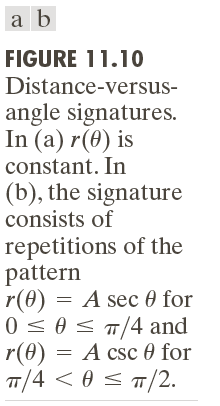 a b
FIGURE 11.10
Distance-versus-
angle signatures.
In (a) r(θ) is
constant. In
(b), the signature
consists of
repetitions of the
pattern
r(θ) = A sec θ for
0 ≤ θ ≤ π/4 and
r(θ) = A csc θ for
π/4 < θ ≤ π/2.